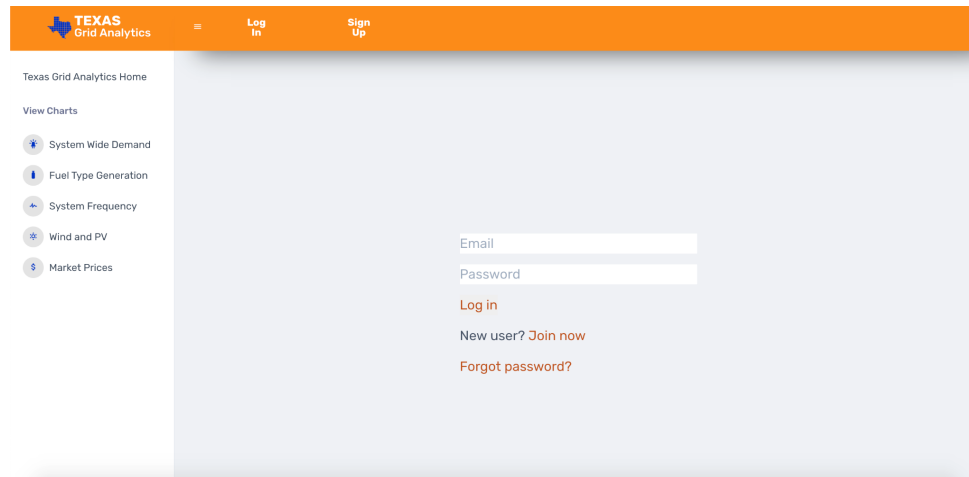 TEXAS
Grid Analytics
Log
In
Sign
Up
Texas Grid Analytics Home
View Charts
System Wide Demand
Fuel Type Generation
System Frequency
Wind and PV
$ Market Prices
Email
Password
Log in
New user? Join now
Forgot password?